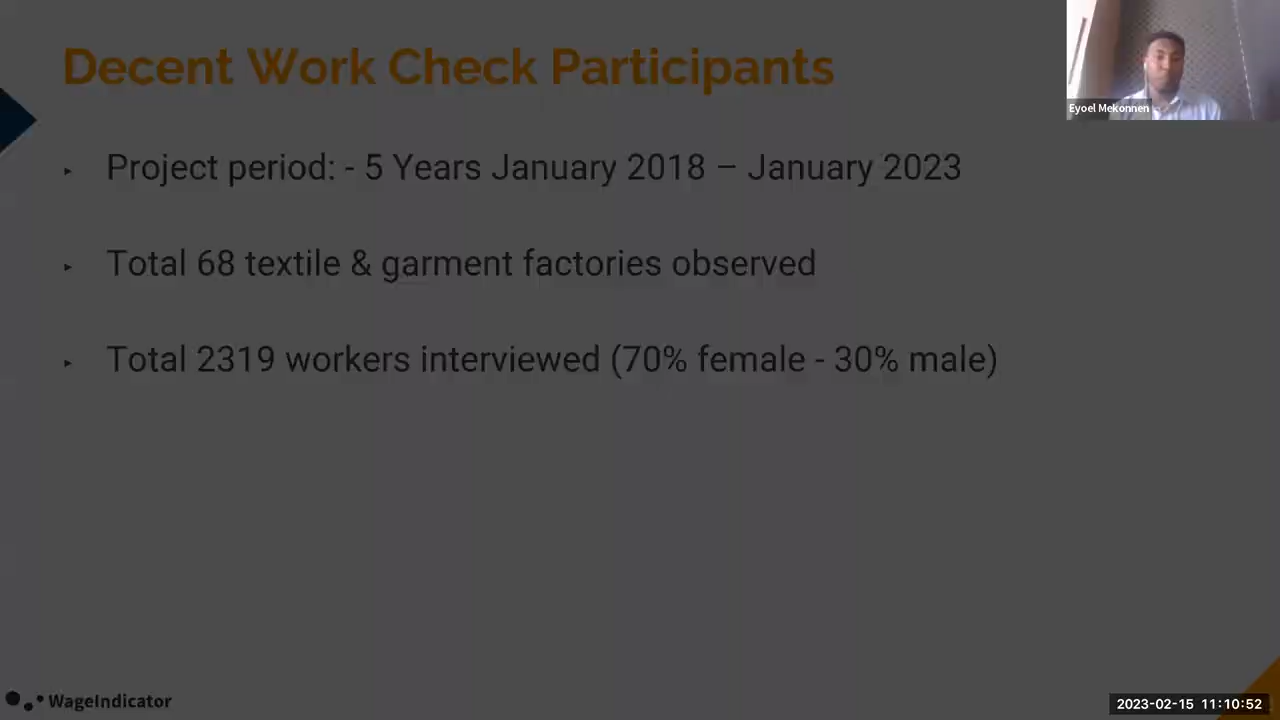 Decent Work Check Participants
Eyoel Mekonnen
Project period: - 5 Years January 2018 – January 2023
Total 68 textile & garment factories observed
Total 2319 workers interviewed (70% female - 30% male)
WageIndicator
2023-02-15 11:10:52